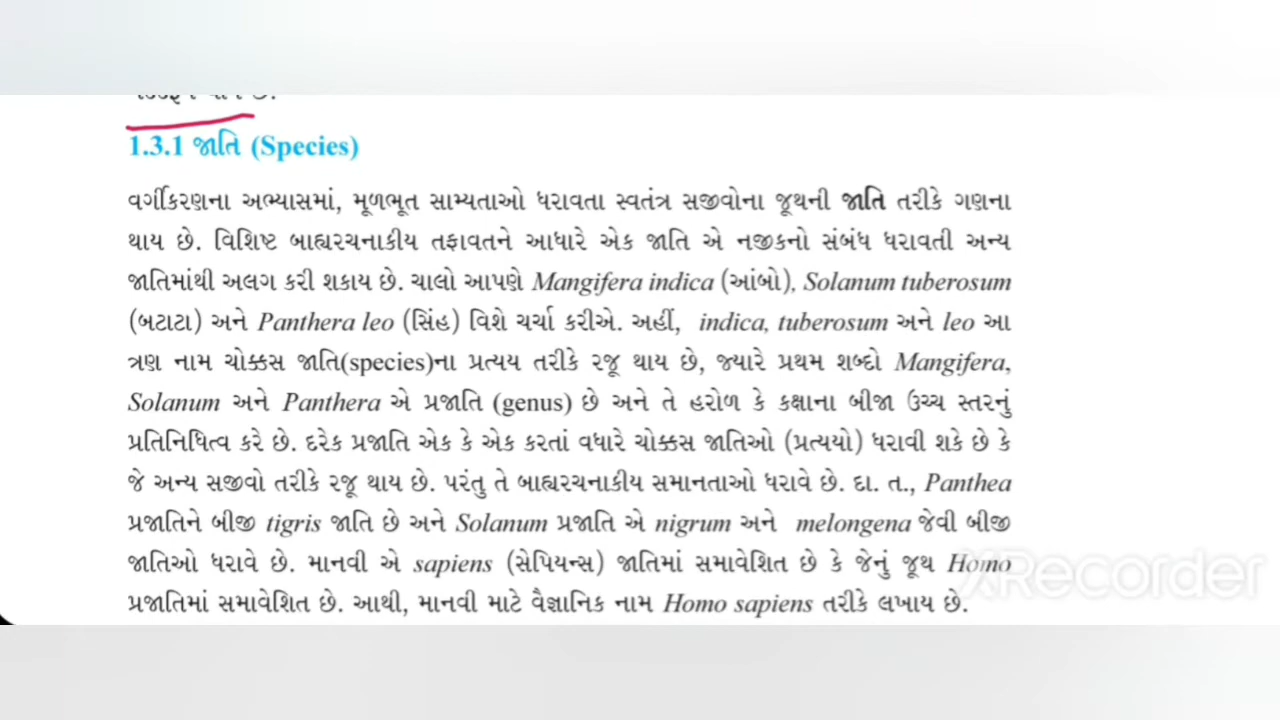 1.3.1 જાતિ (Species)
વર્ગીકરણના અભ્યાસમાં, મૂળભૂત સામ્યતાઓ ધરાવતા સ્વતંત્ર સજીવોના જૂથની જાતિ તરીકે ગણના
થાય છે. વિશિષ્ટ બાહ્યરચનાકીય તફાવતને આધારે એક જાતિ એ નજીકનો સંબંધ ધરાવતી અન્ય
જાતિમાંથી અલગ કરી શકાય છે. ચાલો આપણે Mangifera indica (આંબો), Solanum tuberosum
(બટાટા) અને Panthera leo (સિંહ) વિશે ચર્ચા કરીએ. અહીં, indica, tuberosum અને leo આ
ત્રણ નામ ચોક્કસ જાતિ(species)ના પ્રત્યય તરીકે રજૂ થાય છે, જ્યારે પ્રથમ શબ્દો Mangifera,
Solanum અને Panthera એ પ્રજાતિ (genus) છે અને તે હરોળ કે કક્ષાના બીજા ઉચ્ચ સ્તરનું
પ્રતિનિધિત્વ કરે છે. દરેક પ્રજાતિ એક કે એક કરતાં વધારે ચોક્કસ જાતિઓ (પ્રત્યયો) ધરાવી શકે છે કે
જે અન્ય સજીવો તરીકે રજૂ થાય છે. પરંતુ તે બાહ્યરચનાકીય સમાનતાઓ ધરાવે છે. દા. ત., Panthea
પ્રજાતિને બીજી tigris જાતિ છે અને Solanum પ્રજાતિ એ nigrum અને melongena જેવી બીજી
જાતિઓ ધરાવે છે. માનવી એ sapiens (સેપિયન્સ) જાતિમાં સમાવેશિત છે કે જેનું જૂથ Homo
પ્રજાતિમાં સમાવેશિત છે. આથી, માનવી માટે વૈજ્ઞાનિક નામ Homo sapiens તરીકે લખાય છે.
XRecorder